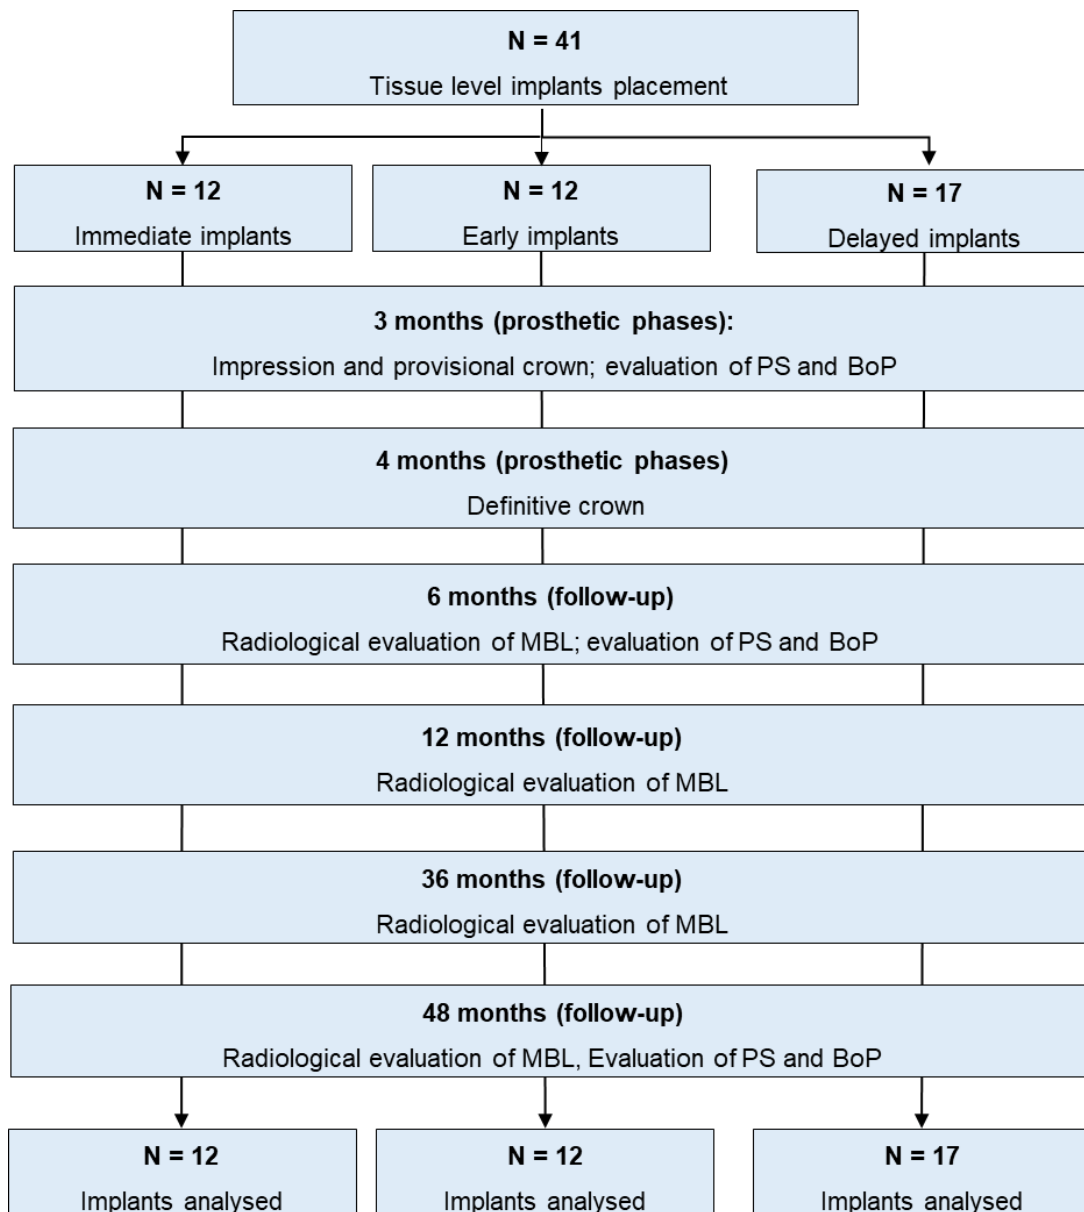 N = 41
Tissue level implants placement
N = 12
Immediate implants
N = 12
Early implants
N = 17
Delayed implants
3 months (prosthetic phases):
Impression and provisional crown; evaluation of PS and BoP
4 months (prosthetic phases)
Definitive crown
6 months (follow-up)
Radiological evaluation of MBL; evaluation of PS and BoP
12 months (follow-up)
Radiological evaluation of MBL
36 months (follow-up)
Radiological evaluation of MBL
48 months (follow-up)
Radiological evaluation of MBL, Evaluation of PS and BoP
N = 12
Implants analysed
N = 12
Implants analysed
N = 17
Implants analysed